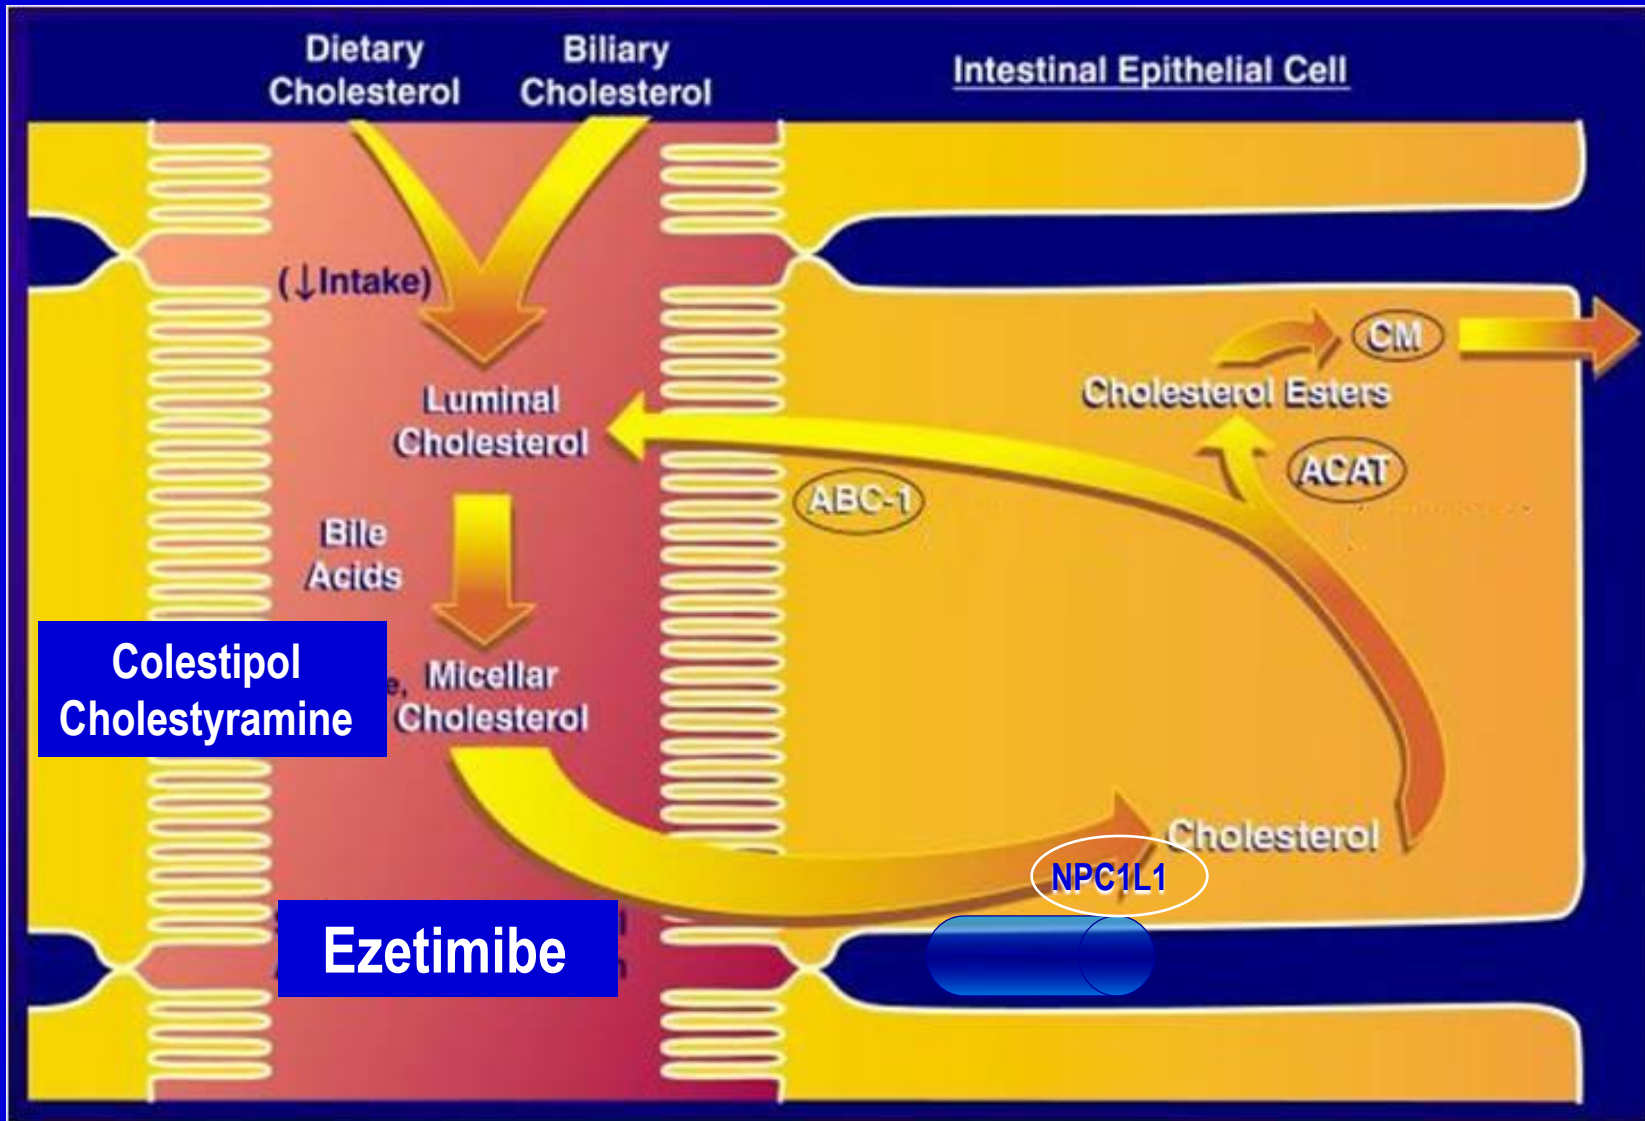 Dietary
Cholesterol
Biliary
Cholesterol
Intestinal Epithelial Cell
(↓Intake)
CM
Cholesterol Esters
Luminal
Cholesterol
ACAT
ABC-1
Bile
Acids
Colestipol
Cholestyramine
Micellar
Cholesterol
Cholesterol
NPC1L1
Ezetimibe